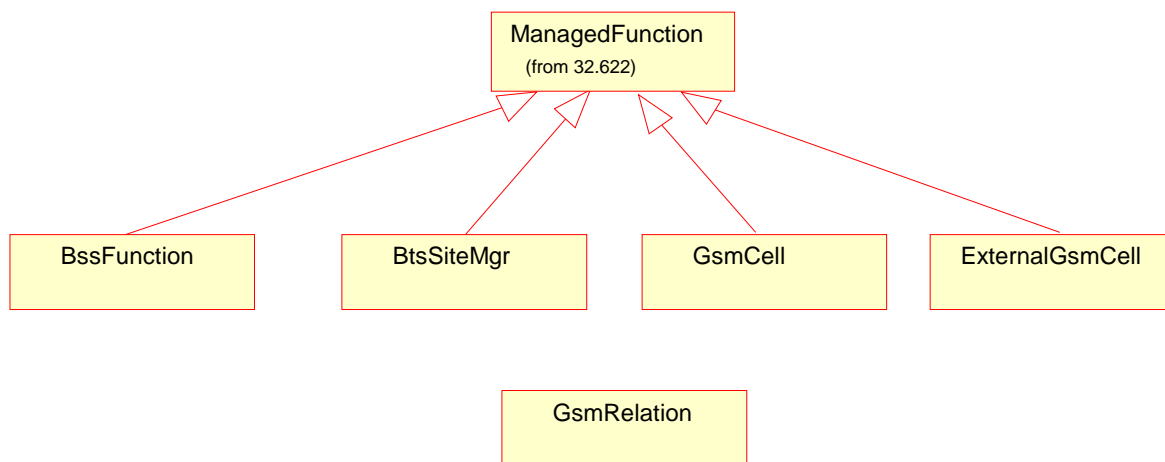 ManagedFunction
(from 32.622)
BssFunction
BtsSiteMgr
GsmCell
ExternalGsmCell
GsmRelation